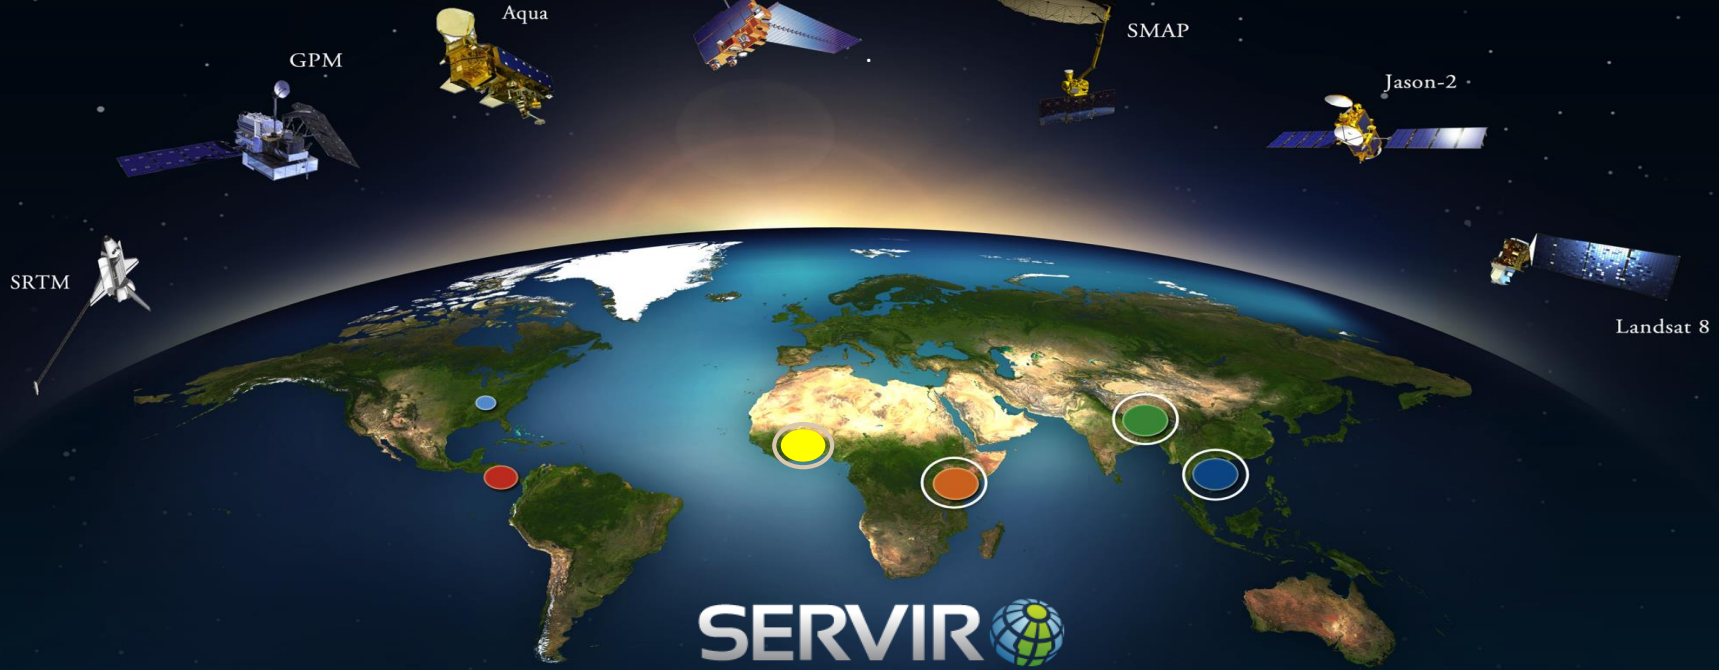 Aqua
SMAP
GPM
Jason-2
SRTM
Landsat 8
SERVIR